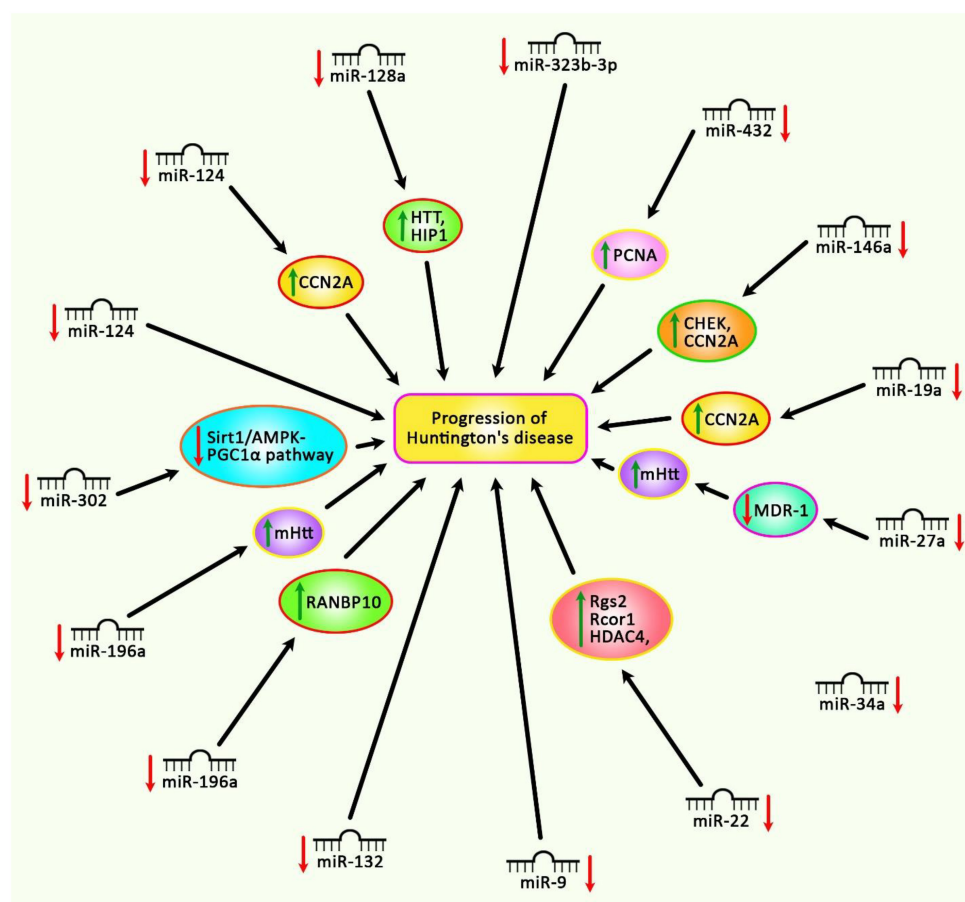 miR-323b-3p
miR-128a
miR-432
miR-124
HTT,
HIP1
miR-146a
PCNA
CCN2A
miR-124
CHEK,
CCN2A
miR-19a
Progression of
Huntington's disease
CCN2A
Sirt1/AMPK-
PGC1α pathway
mHtt
miR-302
MDR-1
mHtt
miR-27a
RANBP10
Rgs2
Rcor1
HDAC4,
miR-196a
miR-34a
miR-196a
miR-22
miR-132
miR-9